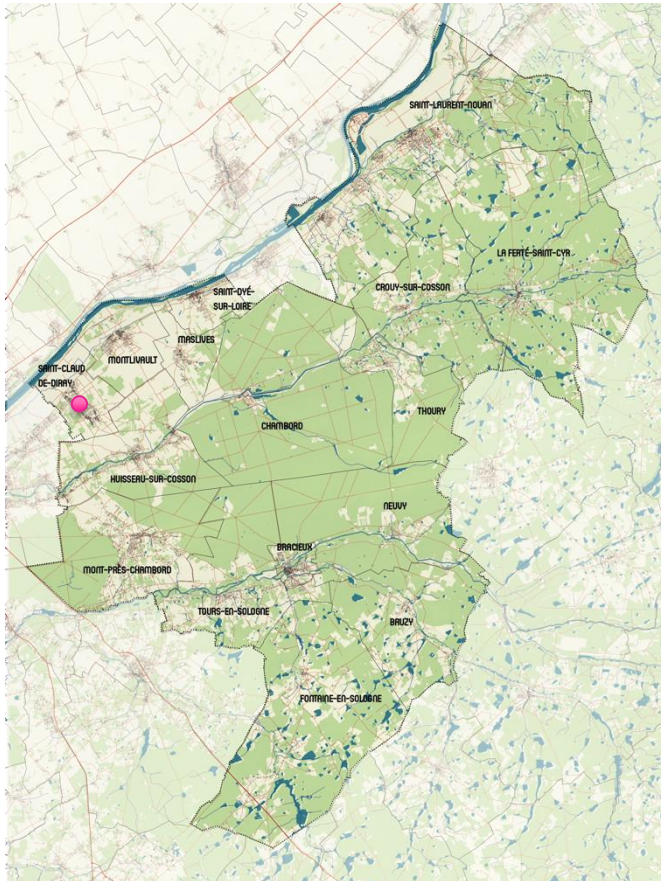 SAINT-LAURENT-NOUAN
LA FERTÉ-SAINT-CYR
CROUY-SUR-COSSON
SAINT-DYÉ-
SUR-LOIRE
MASLIVES
MONTLIVAULT
SAINT-CLAUD
DE-DIRAY
THOURY
CHAMBORD
HUISSEAU-SUR-COSSON
NEUVY
BRACIEUX
MONT-PRÈS-CHAMBORD
TOURS-EN-SOLOGNE
BAUZY
FONTAINE-EN-SOLOGNE